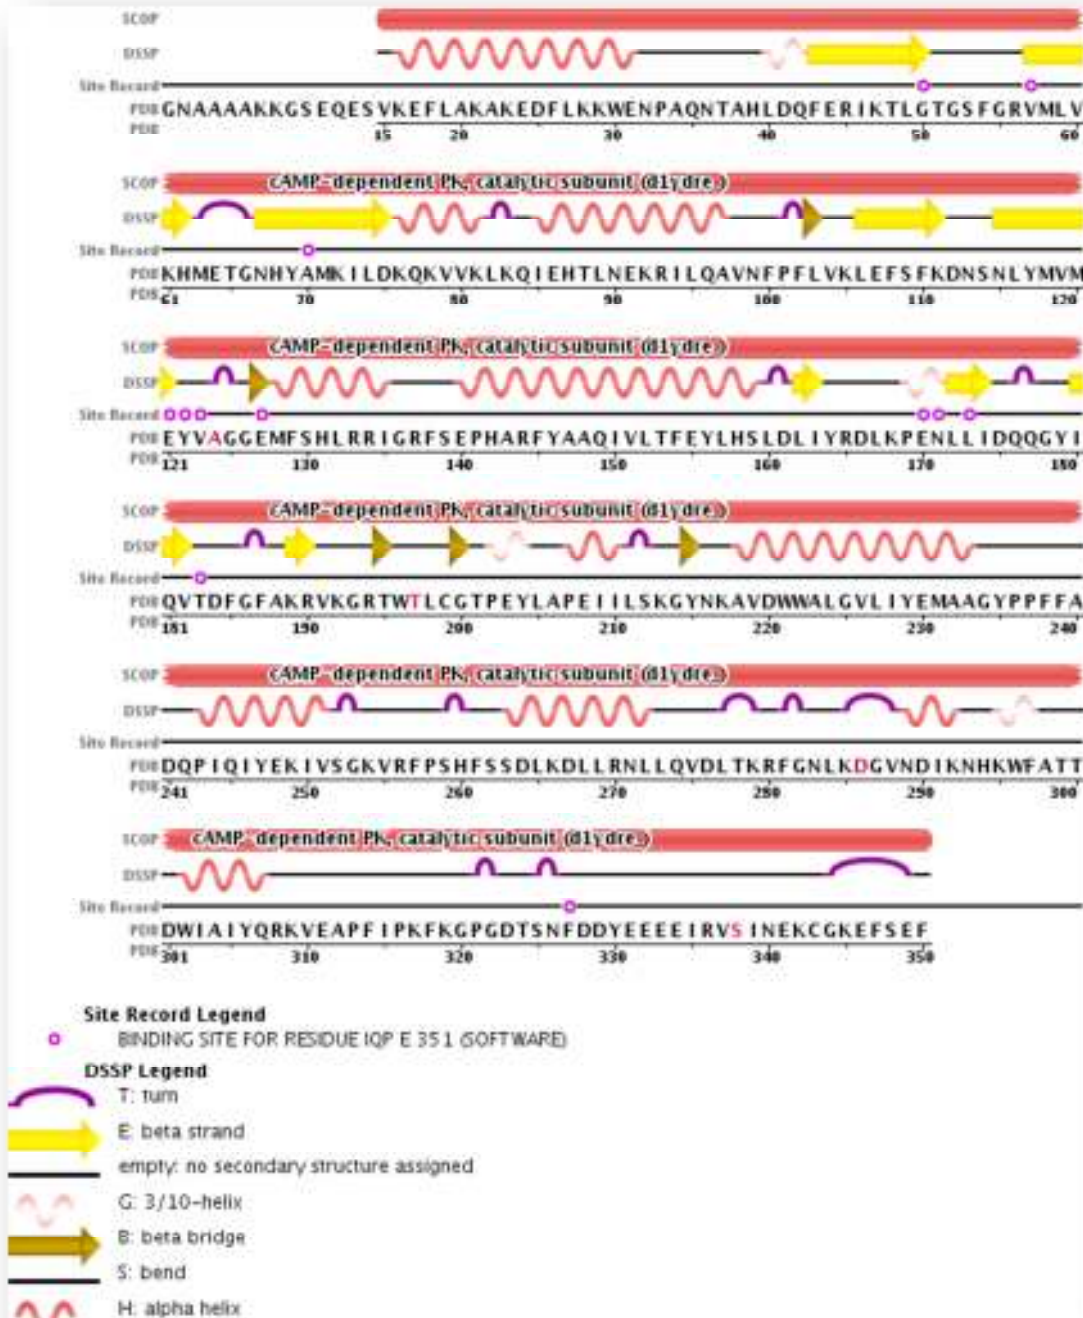 SCOP
DSSP
Site Record
PDB GNAAAAKKGSEQESVKEFLAKAKEDFLKKWENPAQNTAHLDQFERIKTLGTGSFGRVMLV
PDB 15 20 30 40 50 60
SCOP cAMP-dependent PK, catalytic subunit (d1ydre_)
DSSP
Site Record
PDB KHMETGNHYAMKILDKQKVVKLKQIEHTLNEKRILQAVNFPFLVKLEFSFKDNSNLYMVM
PDB 61 70 80 90 100 110 120
SCOP cAMP-dependent PK, catalytic subunit (d1ydre_)
DSSP
Site Record
PDB EYVAGGEMFSHLRRIGRFSEPHARFYAAQIVLTFEYLHSLDLIYRDLKPENLLIDQQGYI
PDB 121 130 140 150 160 170 180
SCOP cAMP-dependent PK, catalytic subunit (d1ydre_)
DSSP
Site Record
PDB QVTDFGFAKRVKGRTWTLCGTPEYLAPEIILSKGYNKAVDWWALGVLIYEMAAGYPPFFA
PDB 181 190 200 210 220 230 240
SCOP cAMP-dependent PK, catalytic subunit (d1ydre_)
DSSP
Site Record
PDB DQPIQIYEKIVSGKVRFPSHFSSDLKDLLRNLLQVDLTKRFGNLKDGVNDIKNHKWFATT
PDB 241 250 260 270 280 290 300
SCOP cAMP-dependent PK, catalytic subunit (d1ydre_)
DSSP
Site Record
PDB DWIAIYQRKVEAPFIPKFKGPGDTSNFDDYEEEEIRVSINEKCGKEFSEF
PDB 301 310 320 330 340 350
Site Record Legend
BINDING SITE FOR RESIDUE IQP E 351 (SOFTWARE)
DSSP Legend
T: turn
E: beta strand
empty: no secondary structure assigned
G: 3/10-helix
B: beta bridge
S: bend
H: alpha helix